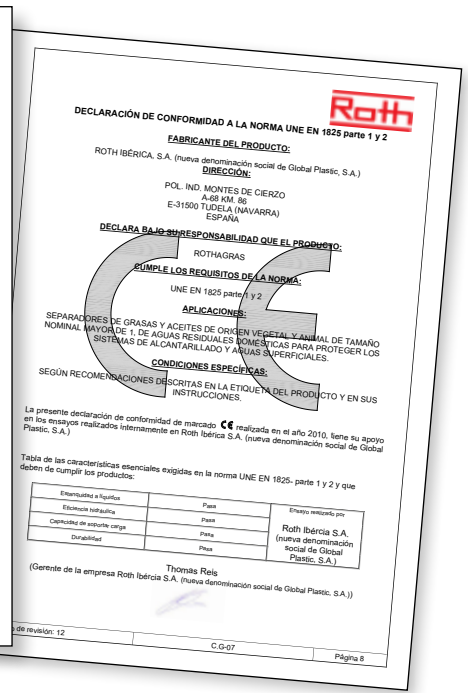 Roth
DECLARACIÓN DE CONFORMIDAD A LA NORMA UNE EN 1825 parte 1 y 2
FABRICANTE DEL PRODUCTO:
ROTH IBÉRICA, S.A. (nueva denominación social de Global Plastic, S.A.)
DIRECCIÓN:
POL. IND. MONTES DE CIERZO
A-68 KM. 86
E-31500 TUDELA (NAVARRA)
ESPAÑA
DECLARA BAJO SU RESPONSABILIDAD QUE EL PRODUCTO:
ROTHAGRAS
CUMPLE LOS REQUISITOS DE LA NORMA:
UNE EN 1825 parte 1 y 2
APLICACIONES:
SEPARADORES DE GRASAS Y ACEITES DE ORIGEN VEGETAL Y ANIMAL DE TAMAÑO
NOMINAL MAYOR DE 1, DE AGUAS RESIDUALES DOMÉSTICAS PARA PROTEGER LOS
SISTEMAS DE ALCANTARILLADO Y AGUAS SUPERFICIALES.
CONDICIONES ESPECÍFICAS:
SEGÚN RECOMENDACIONES DESCRITAS EN LA ETIQUETA DEL PRODUCTO Y EN SUS
INSTRUCCIONES.
La presente declaración de conformidad de marcado CE realizada en el año 2010, tiene su apoyo
en los ensayos realizados internamente en Roth Ibérica S.A. (nueva denominación social de Global
Plastic, S.A.)
Tabla de las características esenciales exigidas en la norma UNE EN 1825- parte 1 y 2 y que
deben de cumplir los productos:
Estanquidad a líquidos Pasa Ensayo realizado por
Eficiencia hidráulica Pasa Roth Ibércia S.A.
Capacidad de soportar carga Pasa (nueva denominación
Durabilidad Pasa social de Global
Plastic, S.A.)
Thomas Reis
(Gerente de la empresa Roth Ibércia S.A. (nueva denominación social de Global Plastic, S.A.))
de revisión: 12 C.G-07 Página 8